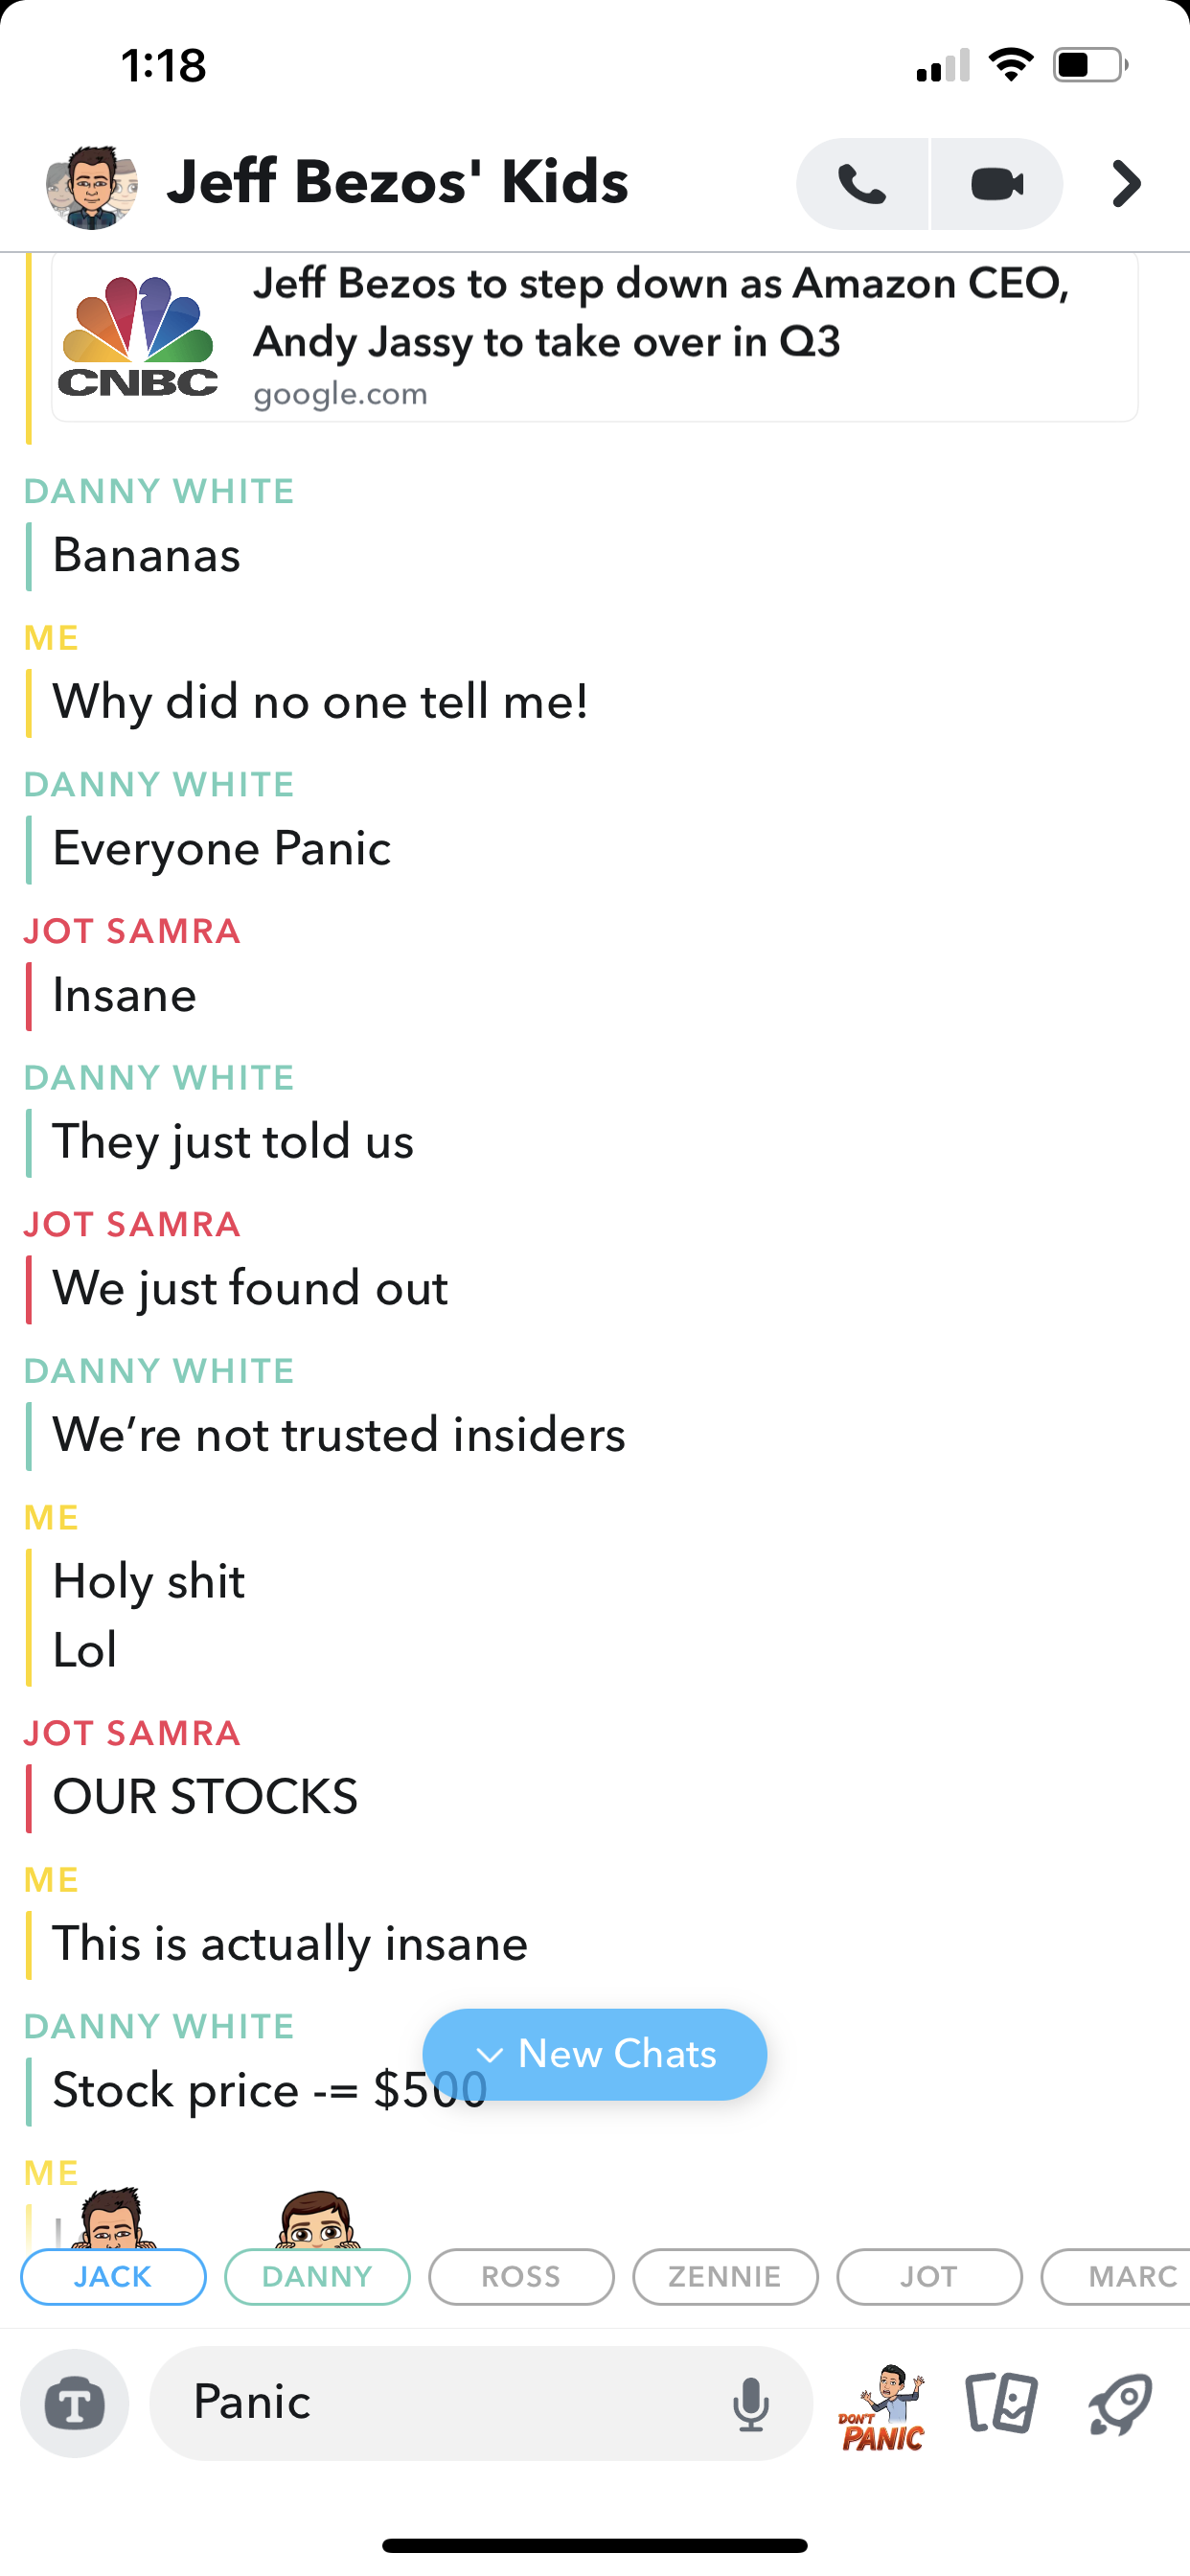 1:18
Jeff Bezos' Kids
Jeff Bezos to step down as Amazon CEO,
Andy Jassy to take over in Q3
CNBC
google.com
DANNY WHITE
Bananas
ME
Why did no one tell me!
DANNY WHITE
Everyone Panic
JOT SAMRA
Insane
DANNY WHITE
They just told us
JOT SAMRA
We just found out
DANNY WHITE
We’re not trusted insiders
ME
Holy shit
Lol
JOT SAMRA
OUR STOCKS
ME
This is actually insane
DANNY WHITE
New Chats
Stock price -= $500
ME
JACK DANNY ROSS ZENNIE JOT MARC
T
Panic
DON'T
PANIC